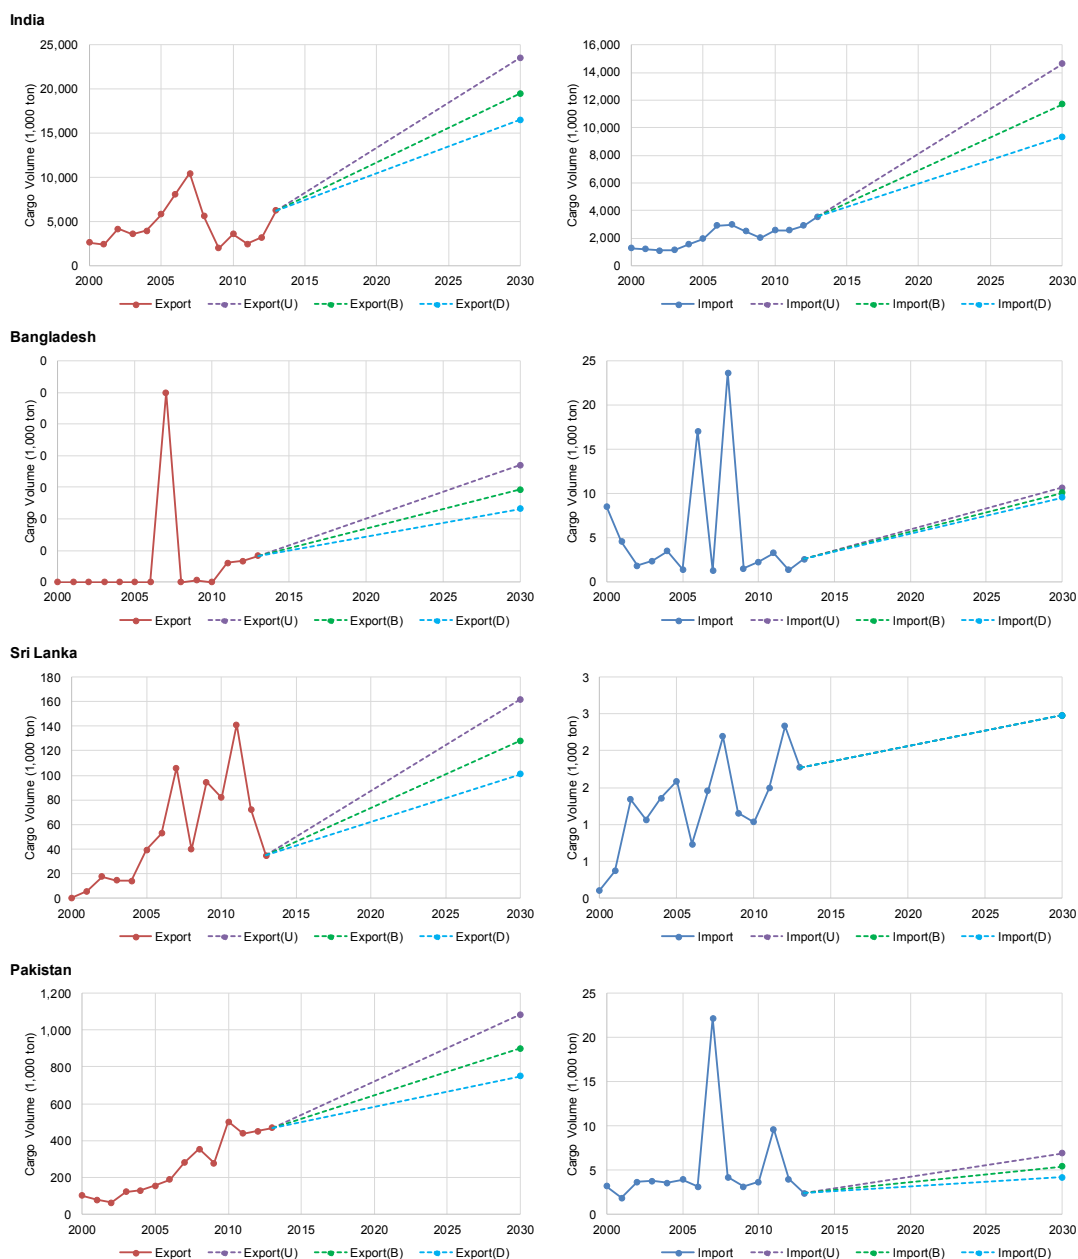 India
Cargo Volume (1,000 ton)
25,000
20,000
15,000
10,000
5,000
0
2000 2005 2010 2015 2020 2025 2030
Export Export(U) Export(B) Export(D)
Cargo Volume (1,000 ton)
16,000
14,000
12,000
10,000
8,000
6,000
4,000
2,000
0
2000 2005 2010 2015 2020 2025 2030
Import Import(U) Import(B) Import(D)
Bangladesh
Cargo Volume (1,000 ton)
0
0
0
0
0
0
0
0
2000 2005 2010 2015 2020 2025 2030
Export Export(U) Export(B) Export(D)
Cargo Volume (1,000 ton)
25
20
15
10
5
0
2000 2005 2010 2015 2020 2025 2030
Import Import(U) Import(B) Import(D)
Sri Lanka
Cargo Volume (1,000 ton)
180
160
140
120
100
80
60
40
20
0
2000 2005 2010 2015 2020 2025 2030
Export Export(U) Export(B) Export(D)
Cargo Volume (1,000 ton)
3
3
2
2
1
1
0
2000 2005 2010 2015 2020 2025 2030
Import Import(U) Import(B) Import(D)
Pakistan
Cargo Volume (1,000 ton)
1,200
1,000
800
600
400
200
0
2000 2005 2010 2015 2020 2025 2030
Export Export(U) Export(B) Export(D)
Cargo Volume (1,000 ton)
25
20
15
10
5
0
2000 2005 2010 2015 2020 2025 2030
Import Import(U) Import(B) Import(D)